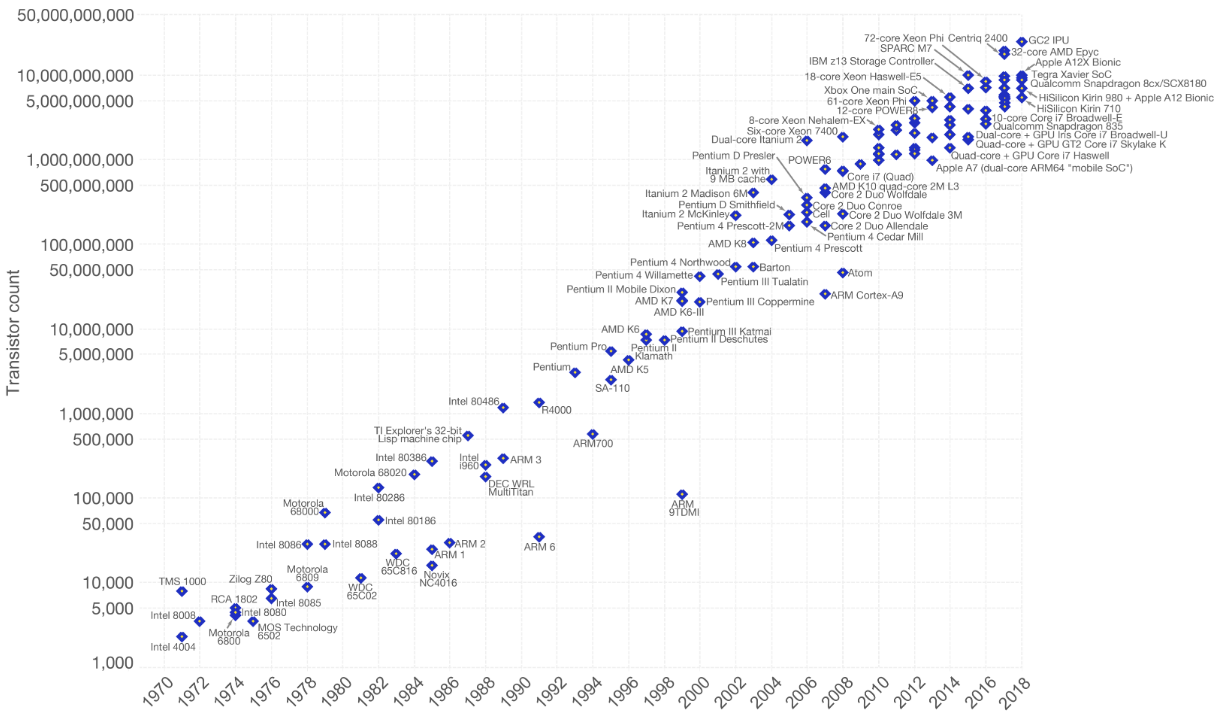 50,000,000,000
10,000,000,000
5,000,000,000
1,000,000,000
500,000,000
100,000,000
50,000,000
10,000,000
5,000,000
1,000,000
500,000
100,000
50,000
10,000
5,000
1,000
Transistor count
72-core Xeon Phi
Centriq 2400
GC2 IPU
SPARC M7
32-core AMD Epyc
IBM z13 Storage Controller
Apple A12X Bionic
18-core Xeon Haswell-E5
Tegra Xavier SoC
Qualcomm Snapdragon 8cx/SCX8180
Xbox One main SoC
61-core Xeon Phi
HiSilicon Kirin 980 + Apple A12 Bionic
12-core POWER8
HiSilicon Kirin 710
8-core Xeon Nehalem-EX
10-core Core i7 Broadwell-E
Six-core Xeon 7400
Qualcomm Snapdragon 835
Dual-core Itanium 2
Dual-core + GPU Iris Core i7 Broadwell-U
Quad-core + GPU GT2 Core i7 Skylake K
Pentium D Presler
POWER6
Quad-core + GPU Core i7 Haswell
Itanium 2 with
9 MB cache
Apple A7 (dual-core ARM64 "mobile SoC")
Core i7 (Quad)
AMD K10 quad-core 2M L3
Itanium 2 Madison 6M
Core 2 Duo Wolfdale
Pentium D Smithfield
Core 2 Duo Conroe
Itanium 2 McKinley
Cell
Core 2 Duo Wolfdale 3M
Pentium 4 Prescott-2M
Core 2 Duo Allendale
Pentium 4 Cedar Mill
AMD K8
Pentium 4 Prescott
Pentium 4 Northwood
Barton
Pentium 4 Willamette
Pentium III Tualatin
Atom
Pentium II Mobile Dixon
ARM Cortex-A9
AMD K7
Pentium III Coppermine
AMD K6-III
AMD K6
Pentium III Katmai
Pentium II Deschutes
Pentium Pro
Pentium II
Klamath
Pentium
AMD K5
SA-110
Intel 80486
R4000
TI Explorer's 32-bit
Lisp machine chip
ARM700
Intel 80386
Intel
i960
ARM 3
Motorola 68020
DEC WRL
MultiTitan
Intel 80286
Motorola
68000
ARM
9TDMI
Intel 80186
Intel 8086
Intel 8088
ARM 2
ARM 6
ARM 1
WDC
65C816
Novix
NC4016
Motorola
6809
WDC
65C02
TMS 1000
Zilog Z80
RCA 1802
Intel 8085
Intel 8008
Intel 8080
MOS Technology
6502
Motorola
6800
Intel 4004
1970
1972
1974
1976
1978
1980
1982
1984
1986
1988
1990
1992
1994
1996
1998
2000
2002
2004
2006
2008
2010
2012
2014
2016
2018